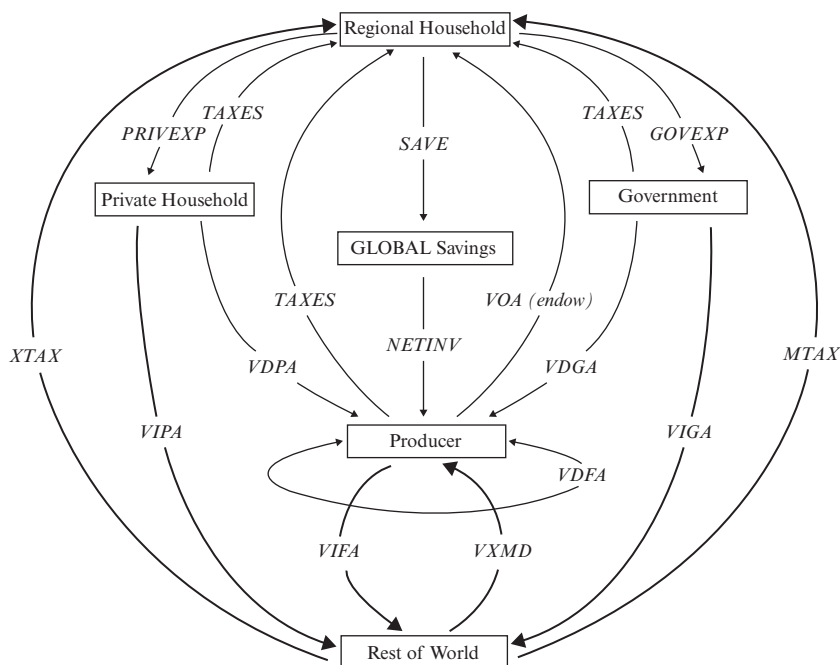 Regional Household
TAXES
TAXES
PRIVEXP
GOVEXP
SAVE
Private Household
Government
GLOBAL Savings
TAXES
VOA (endow)
NETINV
XTAX
MTAX
VDPA
VDGA
VIPA
VIGA
Producer
VDFA
VIFA
VXMD
Rest of World